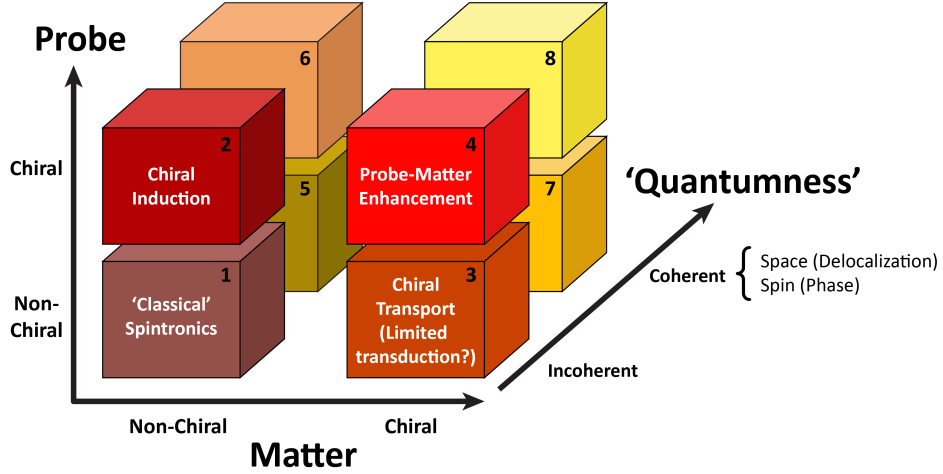 Probe
6
8
2
4
Chiral
Chiral
Induction
Probe-Matter
Enhancement
5
7
'Quantumness'
1
3
Non-
Chiral
'Classical'
Spintronics
Chiral
Transport
(Limited
transduction?)
Coherent
Space (Delocalization)
Spin (Phase)
Incoherent
Non-Chiral
Chiral
Matter